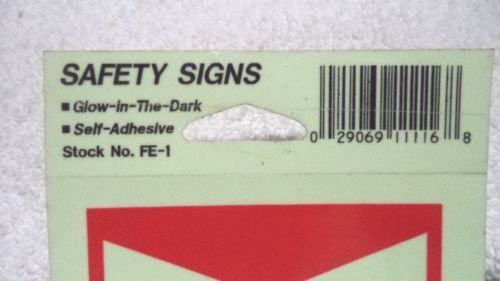 SAFETY SIGNS
■ Glow-In-The-Dark
■ Self-Adhesive
Stock No. FE-1
0 29069 11116 8